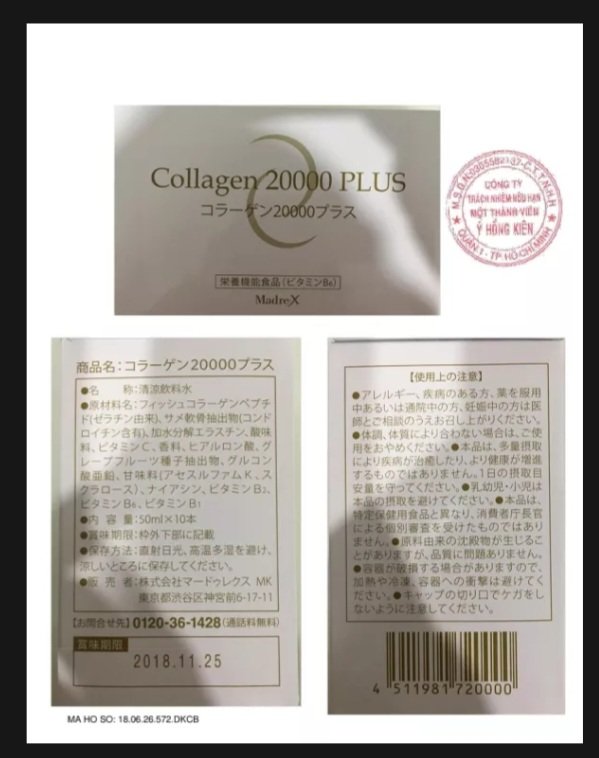 Collagen 20000 PLUS
コラーゲン20000プラス
栄養機能食品(ビタミンB6)
MadreX
M.S.D.N:0305582137-C.T.T.N.H.H
CÔNG TY
TRÁCH NHIỆM HỮU HẠN
MỘT THÀNH VIÊN
Ý HỒNG KIÊN
QUẬN.1 - TP. HỒ CHÍ MINH
商品名:コラーゲン20000プラス
●名 称:清涼飲料水
●原材料名:フィッシュコラーゲンペプチ
ド(ゼラチン由来)、サメ軟骨抽出物(コンド
ロイチン含有)、加水分解エラスチン、酸味
料、ビタミンC、香料、ヒアルロン酸、グ
レープフルーツ種子抽出物、グルコン
酸亜鉛、甘味料(アセスルファムK、ス
クラロース)、ナイアシン、ビタミンB2、
ビタミンB6、ビタミンB1
●内 容 量:50ml×10本
●賞味期限:枠外下部に記載
●保存方法:直射日光、高温多湿を避け、
涼しいところに保存してください。
●販 売 者:株式会社マードゥレクス MK
東京都渋谷区神宮前6-17-11
【お問合せ先】0120-36-1428(通話料無料)
賞味期限
2018.11.25
【使用上の注意】
●アレルギー、疾病のある方、薬を服用
中あるいは通院中の方、妊娠中の方は医
師とご相談のうえお召し上がりください。
●体調、体質により合わない場合は、ご使
用をおやめください。●本品は、多量摂取
により疾病が治癒したり、より健康が増進
するものではありません。1日の摂取目
安量を守ってください。●乳幼児・小児は
本品の摂取を避けてください。●本品は、
特定保健用食品と異なり、消費者庁長官
による個別審査を受けたものではあり
ません。●原料由来の沈殿物が生じるこ
とがありますが、品質に問題ありません。
●容器が破損する場合がありますので、
加熱や冷凍、容器への衝撃は避けてく
ださい。●キャップの切り口でケガをし
ないように注意してください。
4 511981 720000
MA HO SO: 18.06.26.572.DKCB